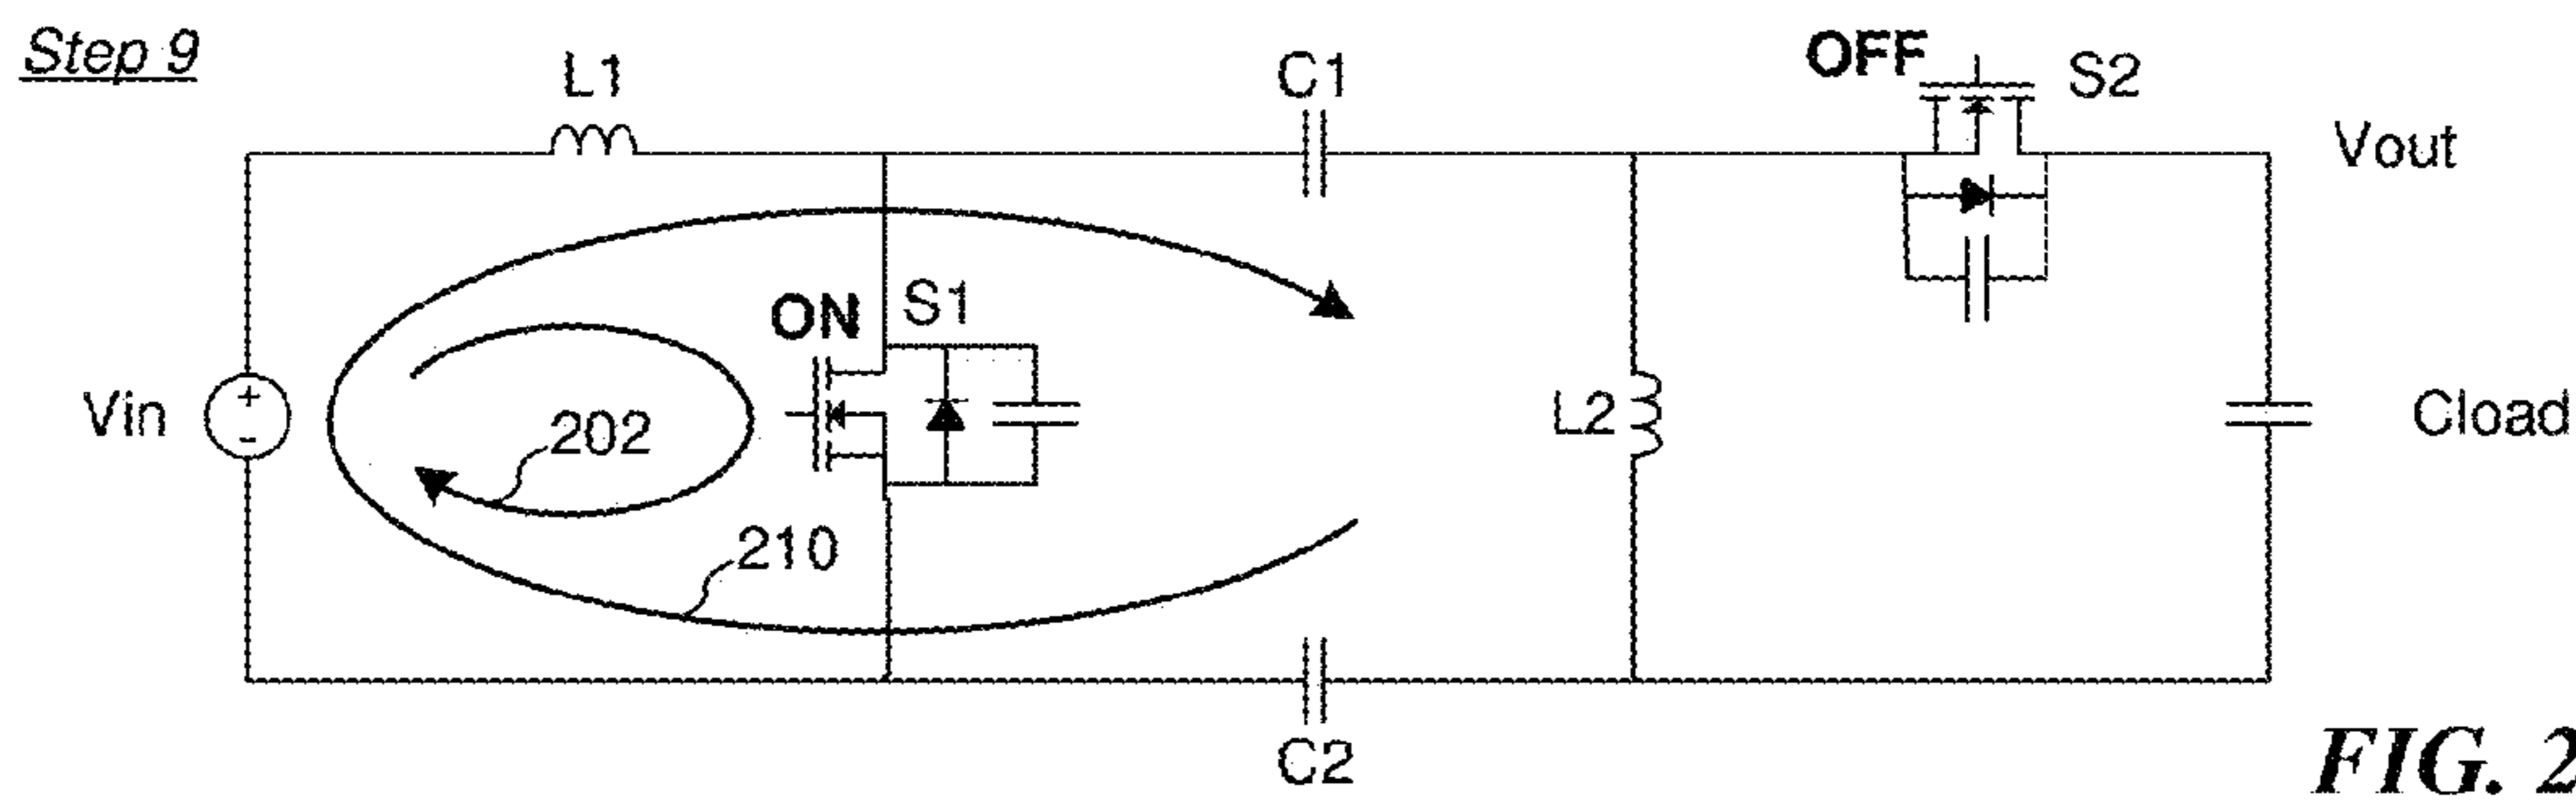 Step 9
L1
C1
OFF
S2
Vout
ON
S1
Vin
+
-
202
L2
Cload
210
C2
FIG. 2